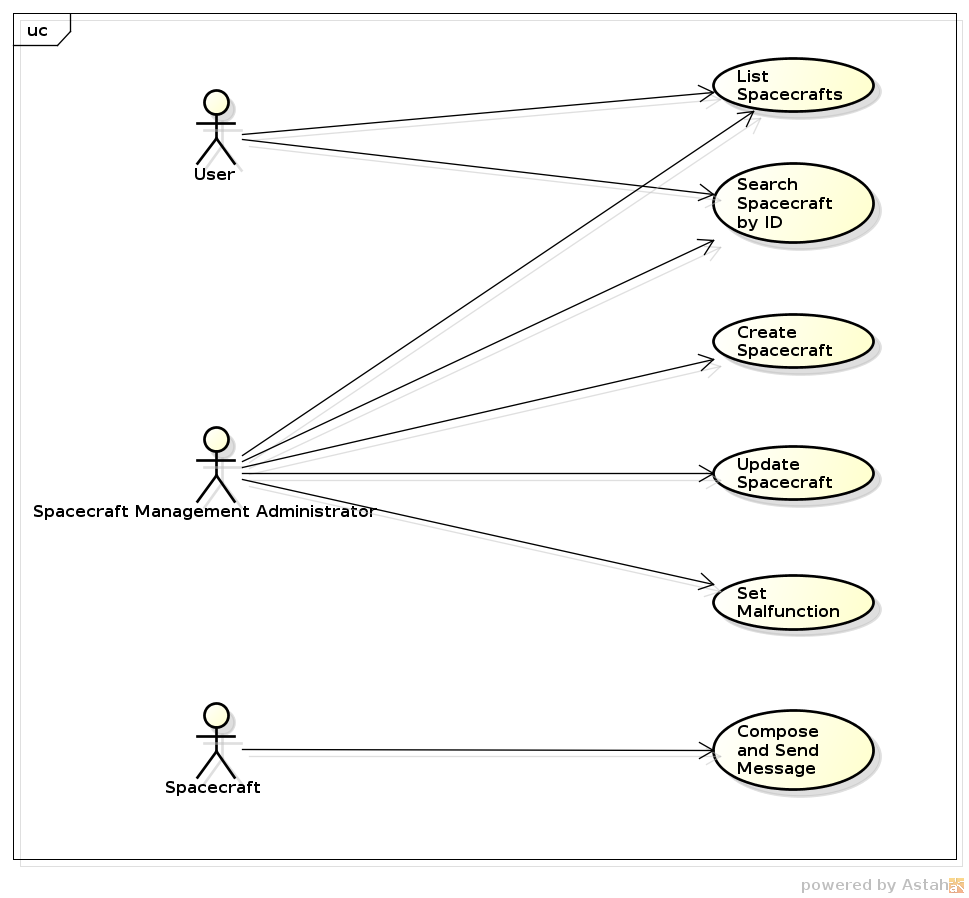 uc
List
Spacecrafts
User
Search
Spacecraft
by ID
Create
Spacecraft
Spacecraft Management Administrator
Update
Spacecraft
Set
Malfunction
Spacecraft
Compose
and Send
Message
powered by Astah